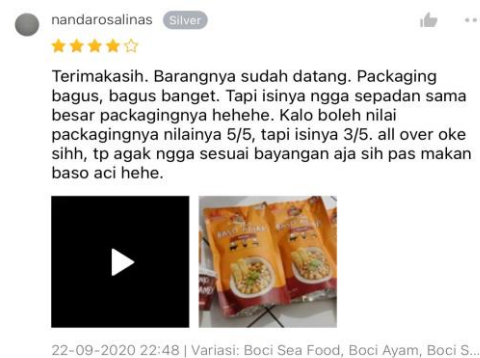 nandarosalinas Silver
Terimakasih. Barangnya sudah datang. Packaging
bagus, bagus banget. Tapi isinya ngga sepadan sama
besar packagingnya hehehe. Kalo boleh nilai
packagingnya nilainya 5/5, tapi isinya 3/5. all over oke
sihh, tp agak ngga sesuai bayangan aja sih pas makan
baso aci hehe.
22-09-2020 22:48 | Variasi: Boci Sea Food, Boci Ayam, Boci S...